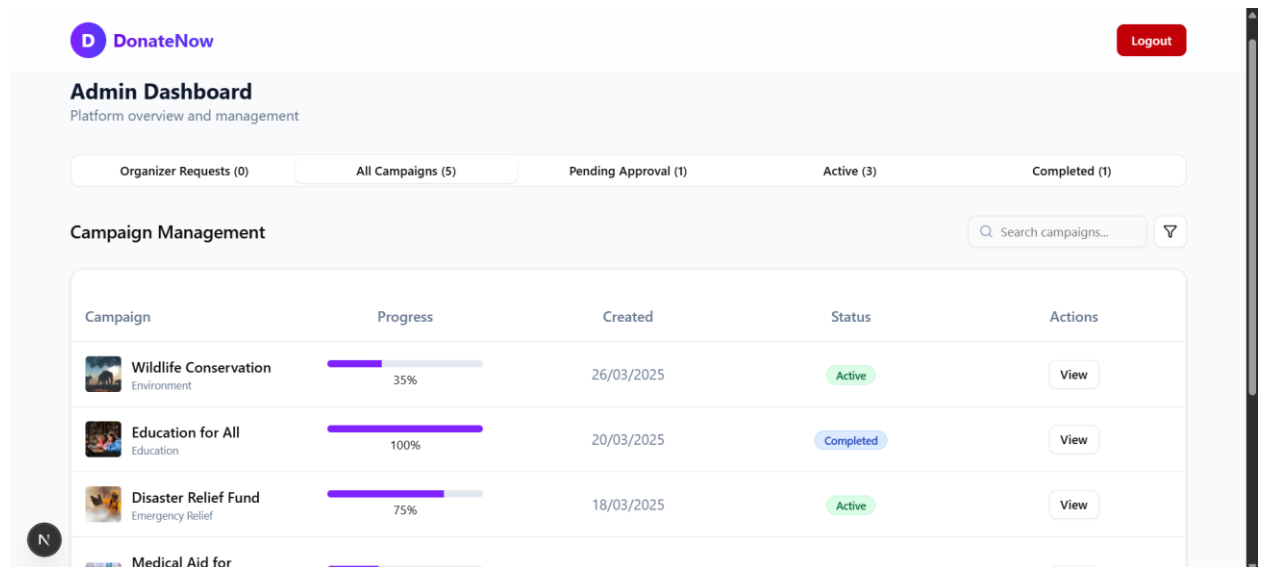 D DonateNow
Logout
Admin Dashboard
Platform overview and management
Organizer Requests (0) All Campaigns (5) Pending Approval (1) Active (3) Completed (1)
Campaign Management
Search campaigns...
Campaign Progress Created Status Actions
Wildlife Conservation
Environment
35%
26/03/2025
Active
View
Education for All
Education
100%
20/03/2025
Completed
View
Disaster Relief Fund
Emergency Relief
75%
18/03/2025
Active
View
N
Medical Aid for